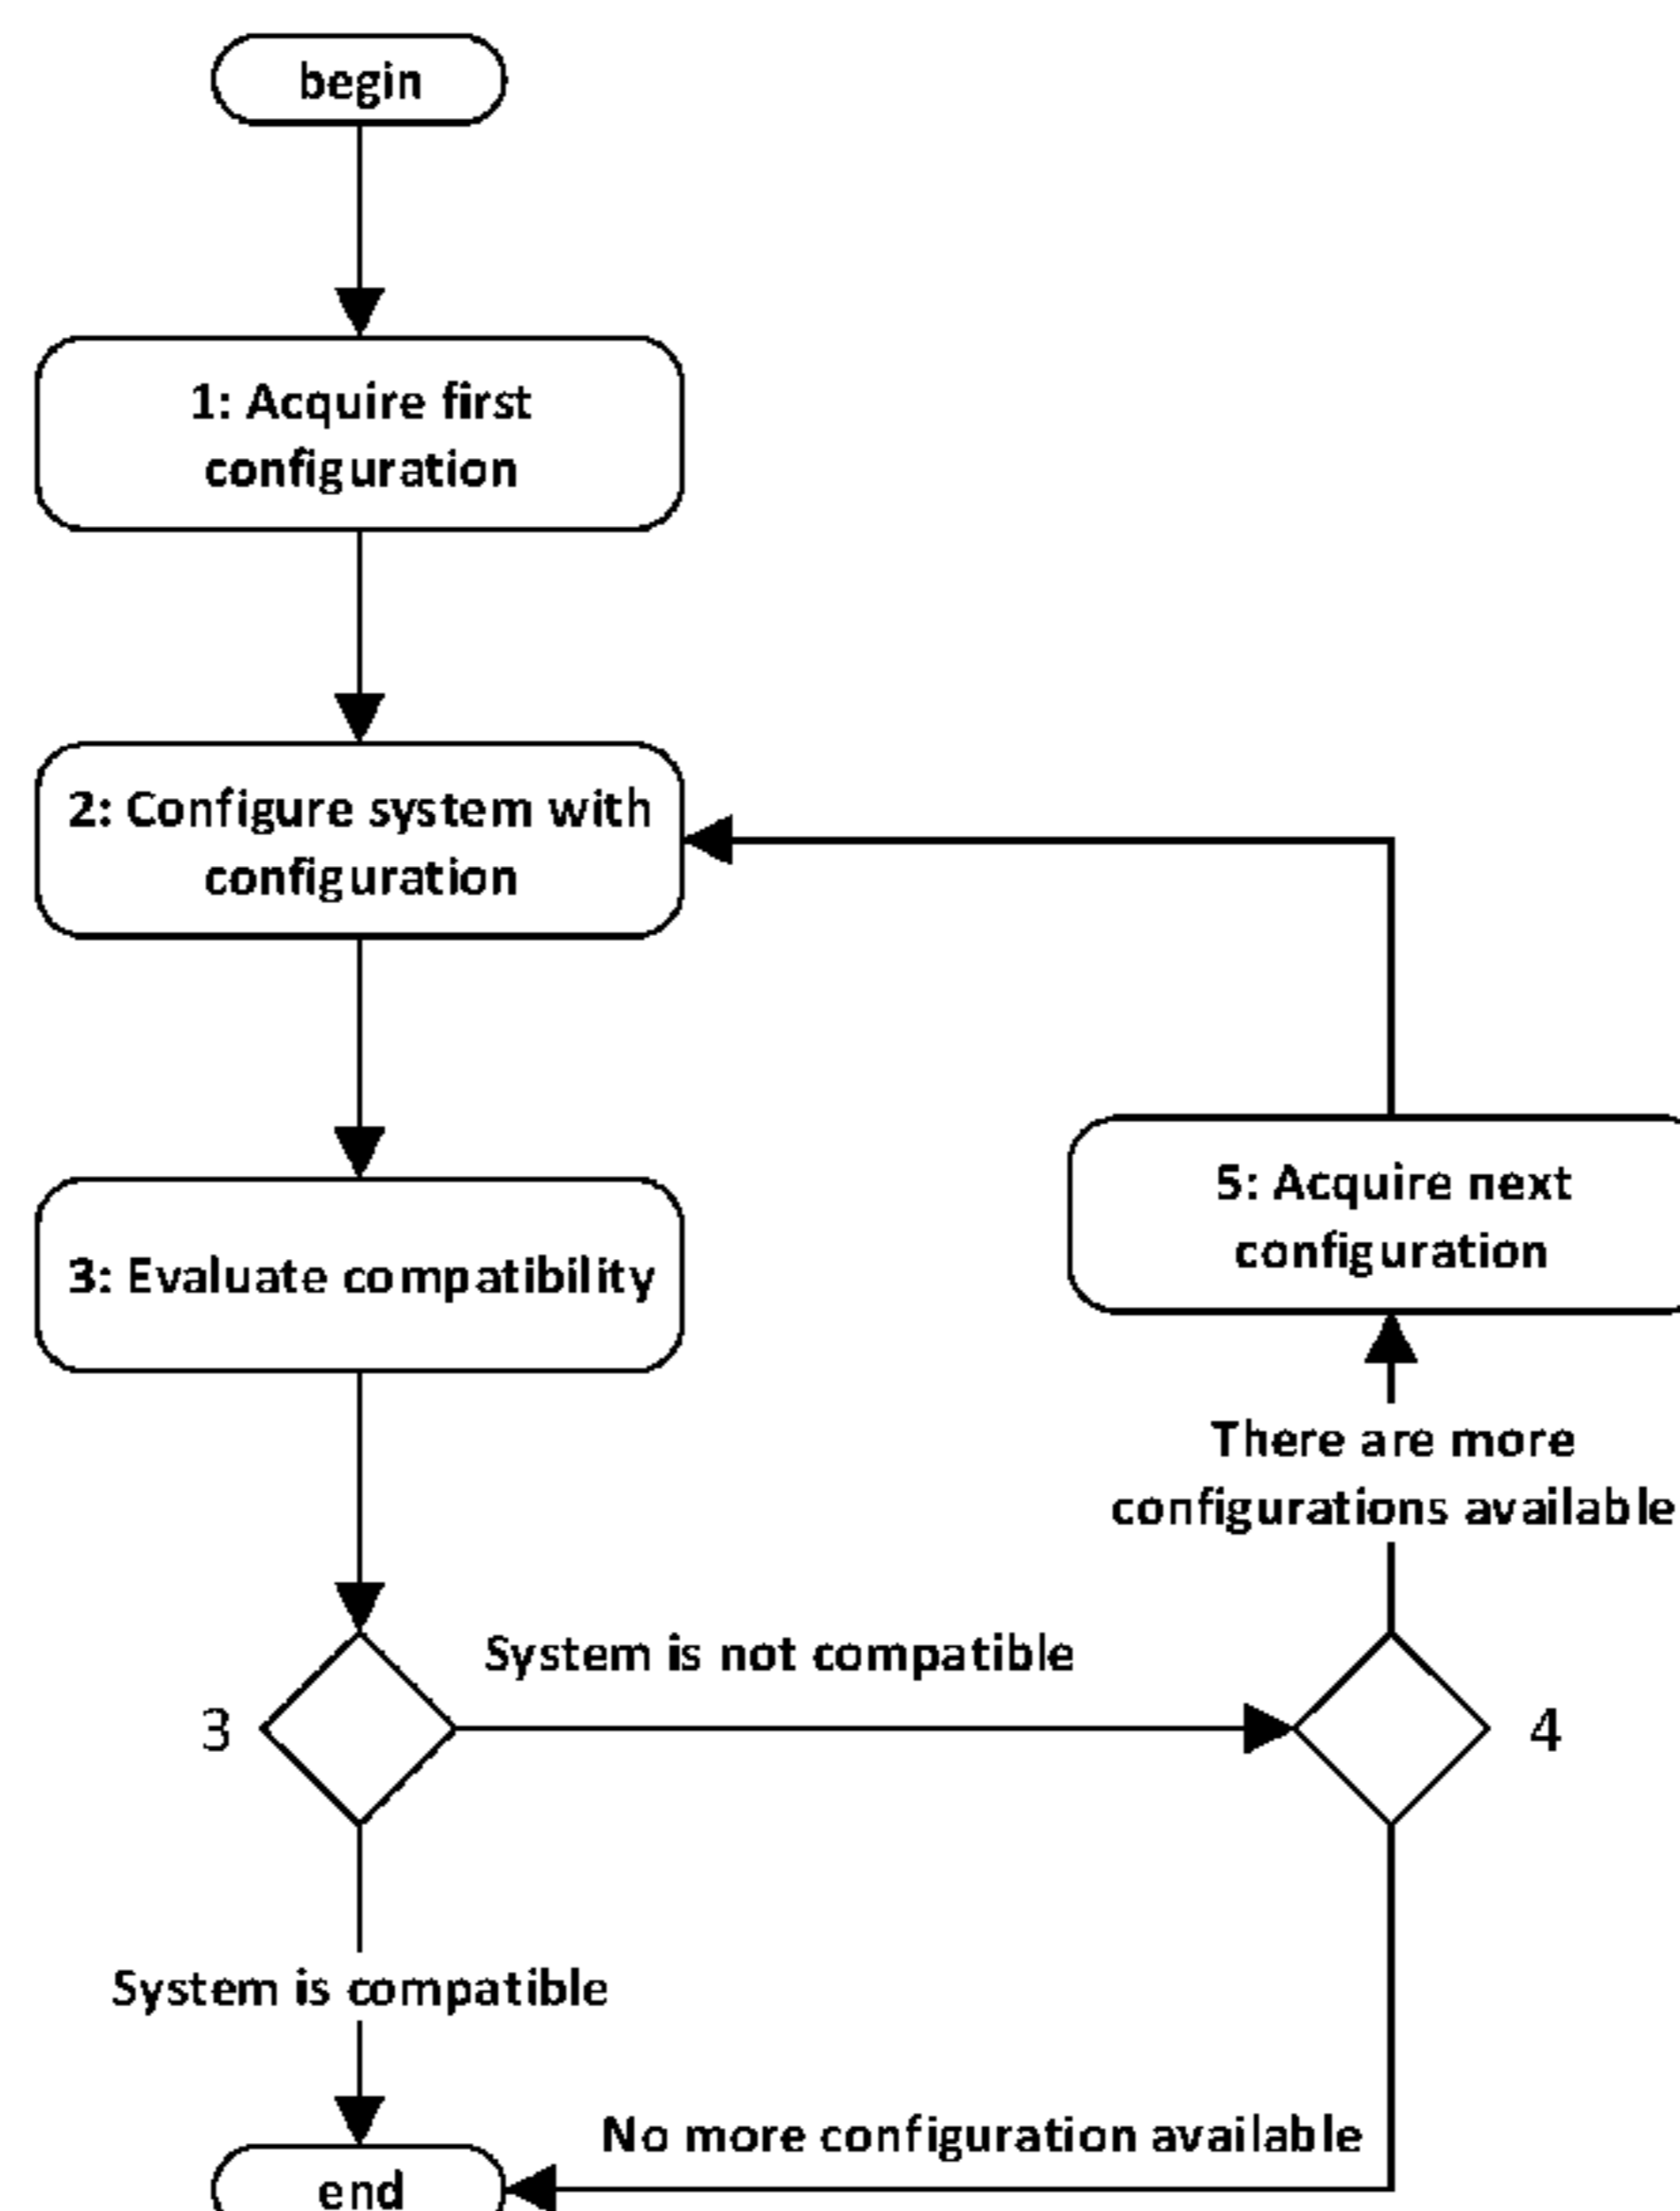 begin
1: Acquire first
configuration
2: Configure system with
configuration
3: Evaluate compatibility
5: Acquire next
configuration
There are more
configurations available
System is not compatible
3
4
System is compatible
No more configuration available
end